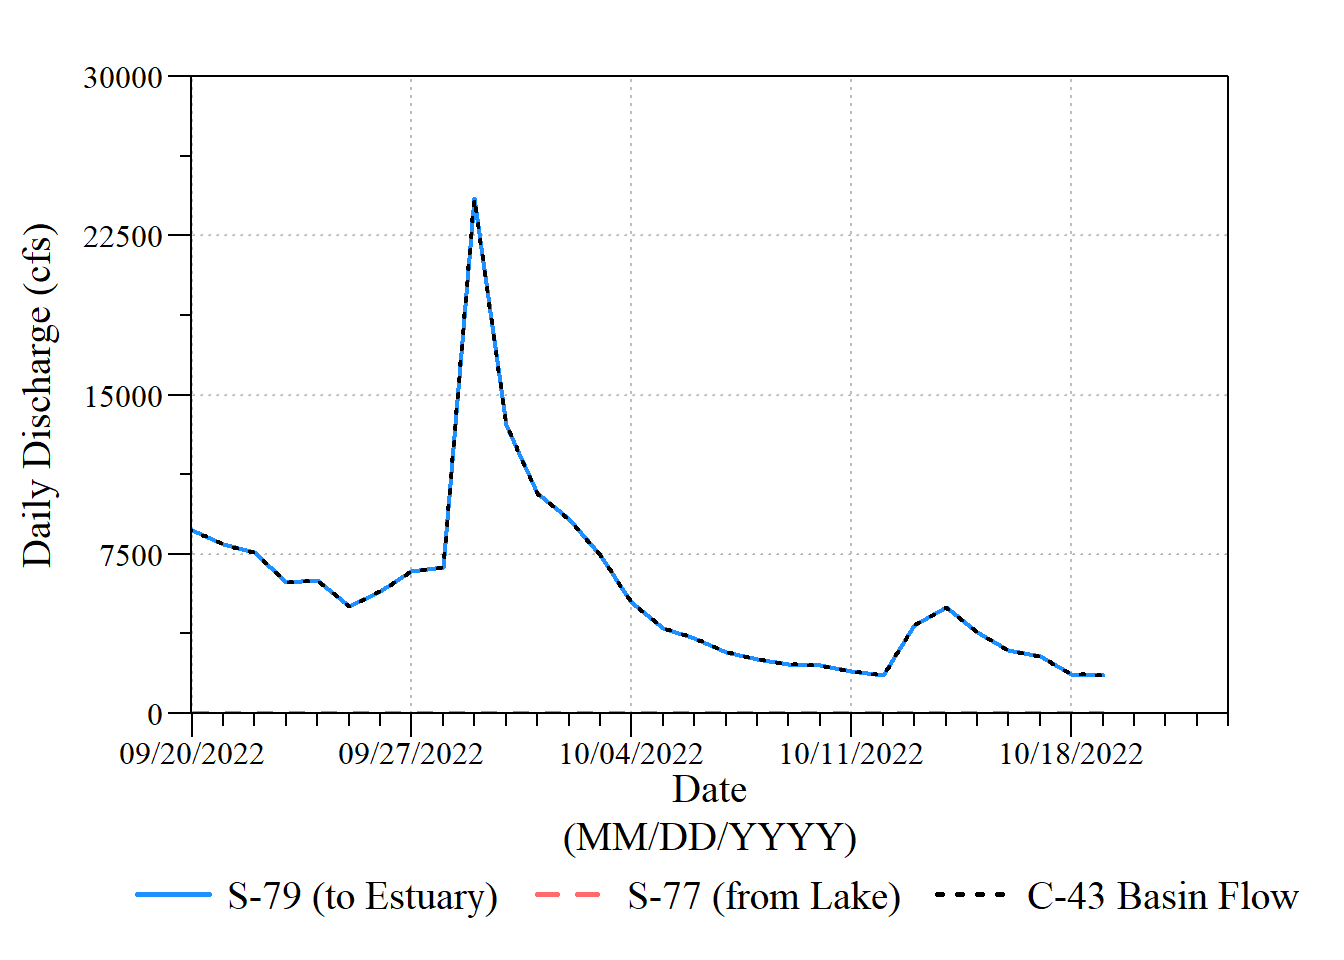 30000
22500
15000
7500
0
Daily Discharge (cfs)
09/20/2022 09/27/2022 10/04/2022 10/11/2022 10/18/2022
Date
(MM/DD/YYYY)
S-79 (to Estuary) S-77 (from Lake) C-43 Basin Flow